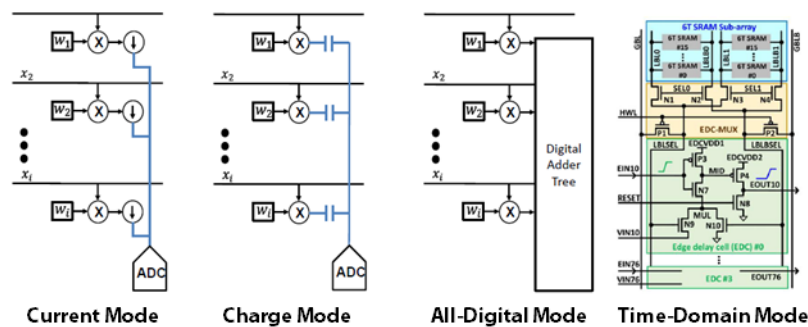 w1
X
x2
w2
X
xi
wi
X
ADC
Current Mode
w1
X
x2
w2
X
xi
wi
X
ADC
Charge Mode
w1
X
x2
w2
X
xi
wi
X
Digital
Adder
Tree
All-Digital Mode
6T SRAM Sub-array
GBL
LBL0
6T SRAM
#15
6T SRAM
#0
LBLB0
LBL1
6T SRAM
#15
6T SRAM
#0
LBLB1
GBLB
SEL0
SEL1
N1
N2
N3
N4
HWL
EDC-MUX
P1
P2
LBLSEL
LBLBSEL
EDCVDD1
EDCVDD2
EIN10
P3
MID
P4
EOUT10
N7
RESET
N8
MUL
N9
N10
VIN10
Edge delay cell (EDC) #0
EIN76
EOUT76
VIN76
EDC #3
Time-Domain Mode